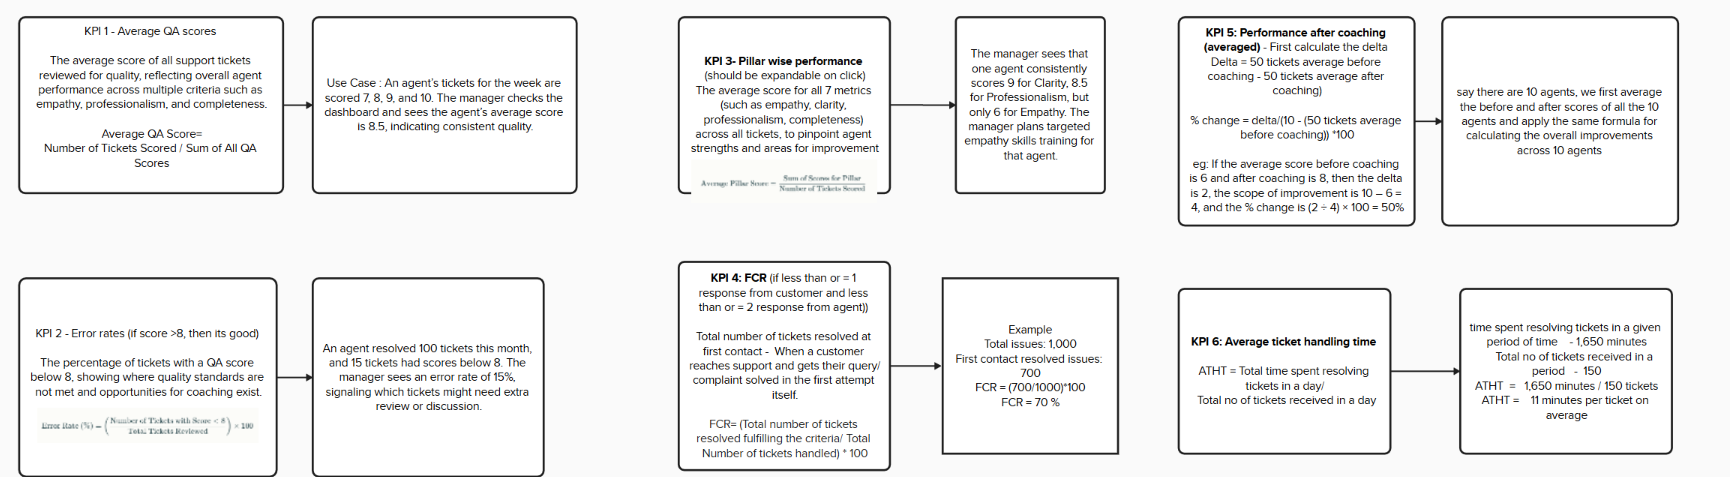 KPI 1 - Average QA scores
The average score of all support tickets
reviewed for quality, reflecting overall agent
performance across multiple criteria such as
empathy, professionalism, and completeness.
Average QA Score=
Number of Tickets Scored / Sum of All QA
Scores
Use Case : An agent's tickets for the week are
scored 7, 8, 9, and 10. The manager checks the
dashboard and sees the agent's average score
is 8.5, indicating consistent quality.
KPI 3- Pillar wise performance
(should be expandable on click)
The average score for all 7 metrics
(such as empathy, clarity,
professionalism, completeness)
across all tickets, to pinpoint agent
strengths and areas for improvement
Average Pillar Score = Sum of Scores for Pillar
Number of Tickets Scored
The manager sees that
one agent consistently
scores 9 for Clarity, 8.5
for Professionalism, but
only 6 for Empathy. The
manager plans targeted
empathy skills training for
that agent.
KPI 5: Performance after coaching
(averaged) - First calculate the delta
Delta = 50 tickets average before
coaching - 50 tickets average after
coaching)
% change = delta/(10 - (50 tickets average
before coaching)) *100
eg: If the average score before coaching
is 6 and after coaching is 8, then the delta
is 2, the scope of improvement is 10 – 6 =
4, and the % change is (2 ÷ 4) × 100 = 50%
say there are 10 agents, we first average
the before and after scores of all the 10
agents and apply the same formula for
calculating the overall improvements
across 10 agents
KPI 2 - Error rates (if score >8, then its good)
The percentage of tickets with a QA score
below 8, showing where quality standards are
not met and opportunities for coaching exist.
Error Rate (%) = (Number of Tickets with Score < 8
Total Tickets Reviewed) × 100
An agent resolved 100 tickets this month,
and 15 tickets had scores below 8. The
manager sees an error rate of 15%,
signaling which tickets might need extra
review or discussion.
KPI 4: FCR (if less than or = 1
response from customer and less
than or = 2 response from agent))
Total number of tickets resolved at
first contact - When a customer
reaches support and gets their query/
complaint solved in the first attempt
itself.
FCR= (Total number of tickets
resolved fulfilling the criteria/ Total
Number of tickets handled) * 100
Example
Total issues: 1,000
First contact resolved issues:
700
FCR = (700/1000)*100
FCR = 70 %
KPI 6: Average ticket handling time
ATHT = Total time spent resolving
tickets in a day/
Total no of tickets received in a day
time spent resolving tickets in a given
period of time - 1,650 minutes
Total no of tickets received in a
period - 150
ATHT = 1,650 minutes / 150 tickets
ATHT = 11 minutes per ticket on
average